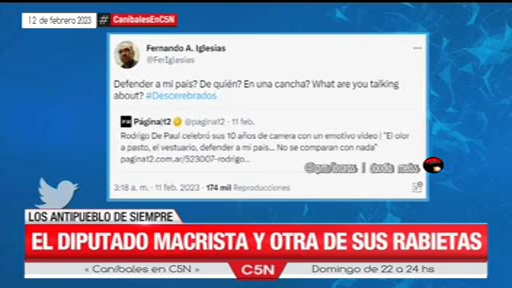 12 de febrero 2023
#CaníbalesEnC5N
Fernando A. Iglesias
@FerIglesias
Defender a mi país? De quién? En una cancha? What are you talking
about? #Descerebrados
Página|12 @pagina12 · 11 feb.
Rodrigo De Paul celebró sus 10 años de carrera con un emotivo video | "El olor
a pasto, el vestuario, defender a mi país... No se comparan con nada"
pagina12.com.ar/523007-rodrigo...
3:18 a. m. · 11 feb. 2023 · 174 mil Reproducciones
LOS ANTIPUEBLO DE SIEMPRE
EL DIPUTADO MACRISTA Y OTRA DE SUS RABIETAS
« Caníbales en C5N »
C5N
Domingo de 22 a 24 hs